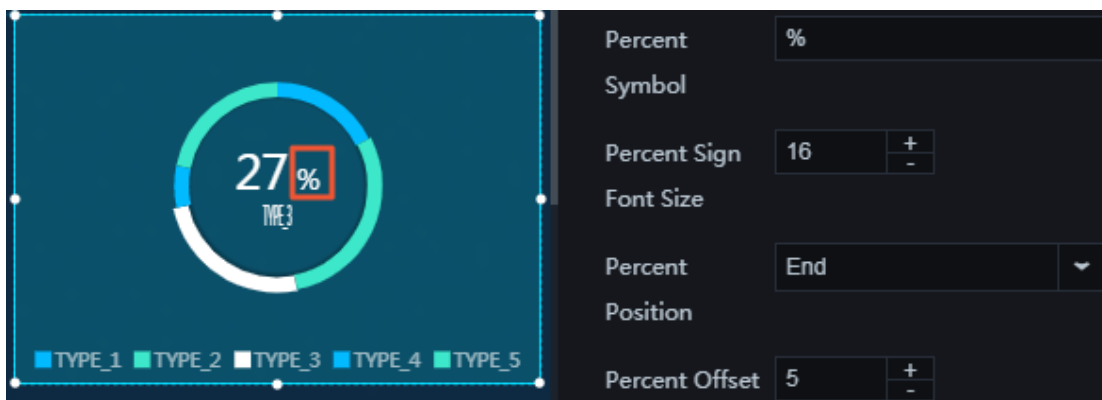 27 %
TYPE_3
TYPE_1 TYPE_2 TYPE_3 TYPE_4 TYPE_5
Percent
Symbol
%
Percent Sign
Font Size
16 + -
Percent
Position
End
Percent Offset
5 + -